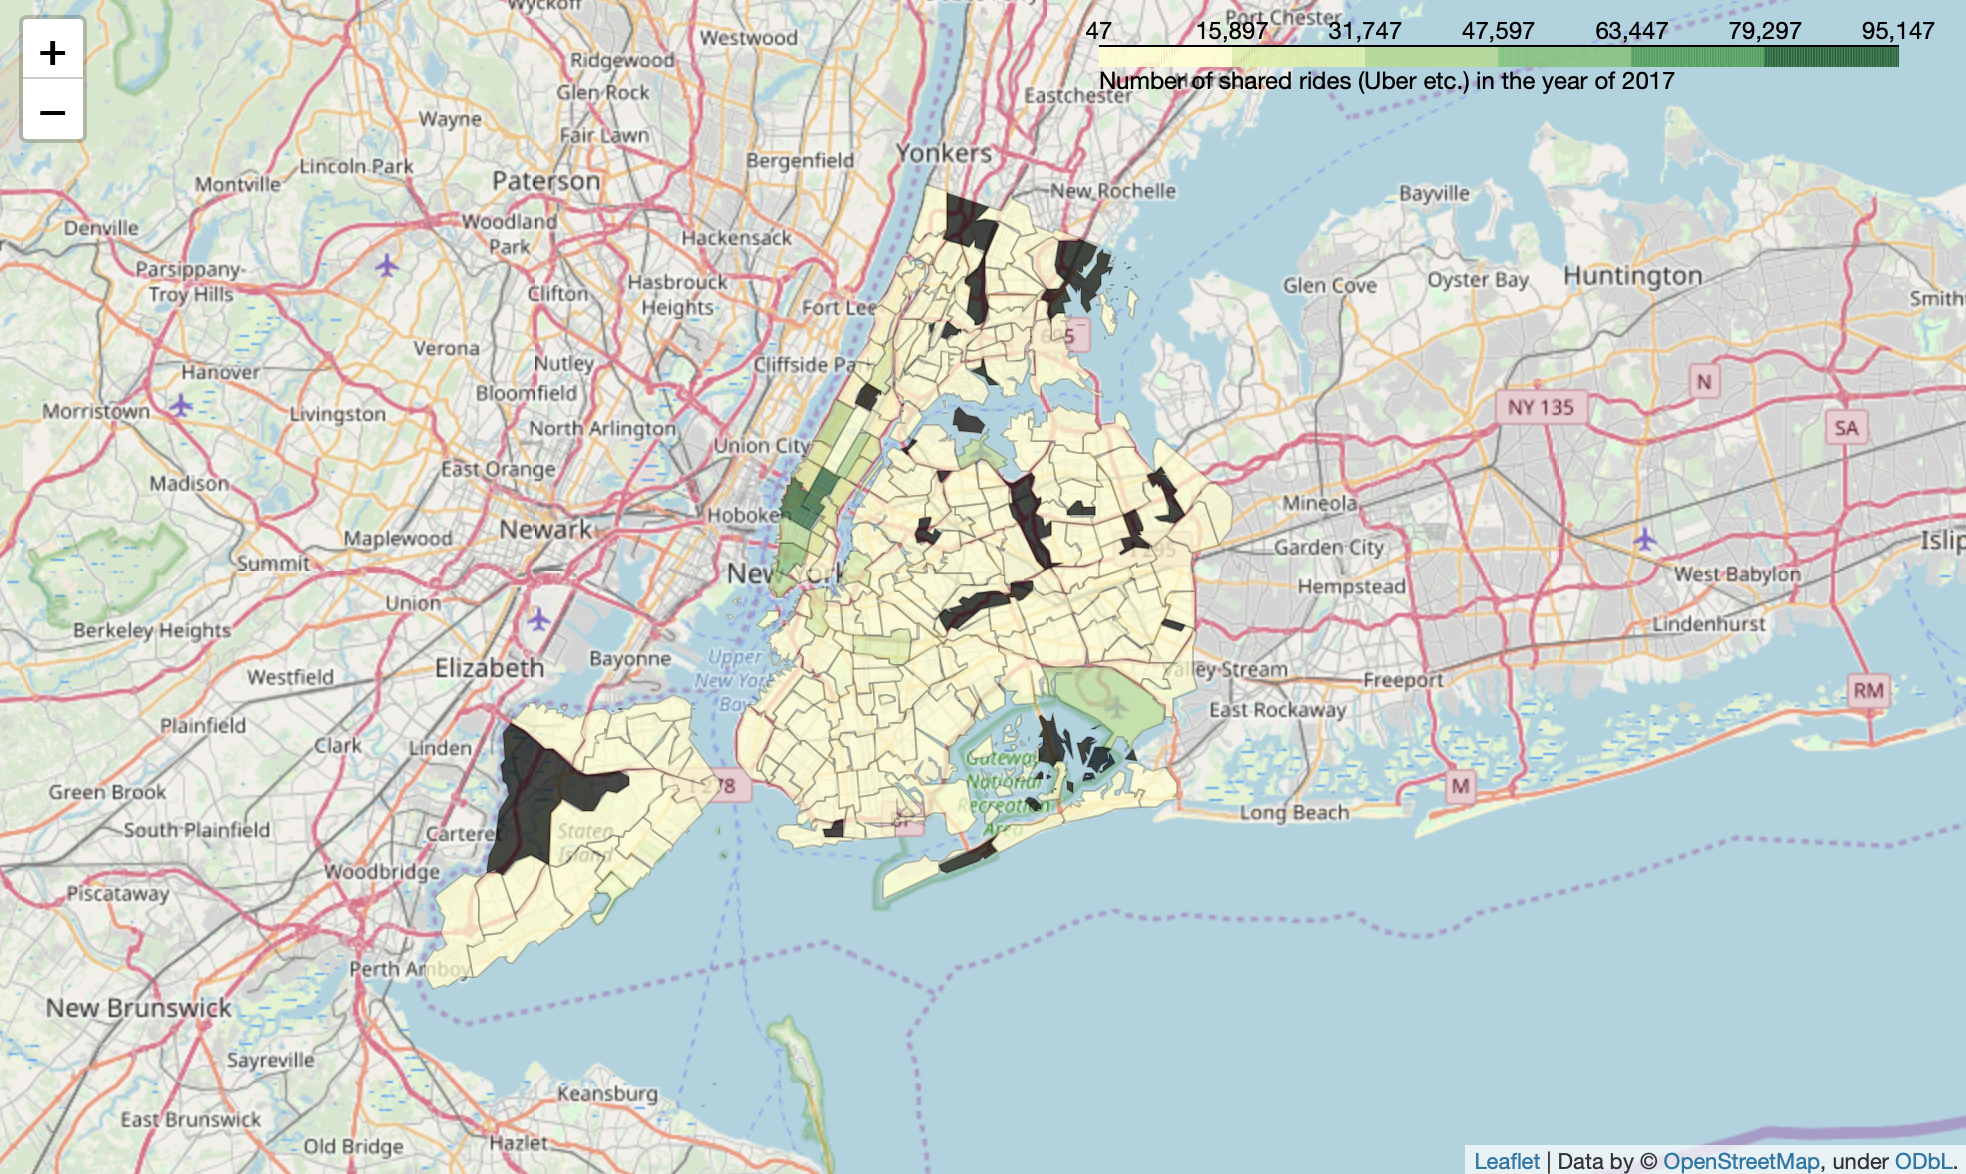 +
−
47 15,897 31,747 47,597 63,447 79,297 95,147
Number of shared rides (Uber etc.) in the year of 2017
Wyckoff
Port Chester
Westwood
Ridgewood
Glen Rock
Eastchester
Wayne
Fair Lawn
Yonkers
Bergenfield
Lincoln Park
Montville
Paterson
New Rochelle
Bayville
Denville
Woodland
Park
Hackensack
Parsippany-
Troy Hills
Hasbrouck
Heights
Clifton
Fort Lee
Glen Cove
Oyster Bay
Huntington
Verona
Nutley
Cliffside Park
Hanover
Bloomfield
N
Morristown
Livingston
North Arlington
NY 135
SA
Union City
East Orange
Madison
Mineola
Newark
Hoboken
Maplewood
Garden City
Summit
New York
Hempstead
West Babylon
Union
Berkeley Heights
Lindenhurst
Elizabeth
Bayonne
Upper
New York
Bay
Valley Stream
Freeport
Westfield
RM
Plainfield
East Rockaway
Clark
Linden
Gateway
National
Recreation
Area
I 278
M
Green Brook
Long Beach
South Plainfield
Carteret
Staten
Island
Woodbridge
Piscataway
Perth Amboy
New Brunswick
Sayreville
Keansburg
East Brunswick
Old Bridge
Hazlet
Leaflet | Data by © OpenStreetMap, under ODbL.